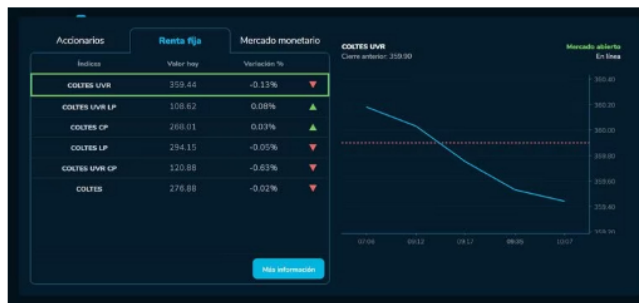 Accionarios Renta fija Mercado monetario
Índices Valor hoy Variación %
COLTES UVR 359.44 -0.13% ▼
COLTES UVR LP 108.62 0.08% ▲
COLTES CP 268.01 0.03% ▲
COLTES LP 294.15 -0.05% ▼
COLTES UVR CP 120.88 -0.63% ▼
COLTES 276.88 -0.02% ▼
Más información
COLTES UVR Mercado abierto
Cierre anterior: 359.90 En línea
360.40
360.20
360.00
359.80
359.60
359.40
359.20
07:06 09:12 09:17 10:07